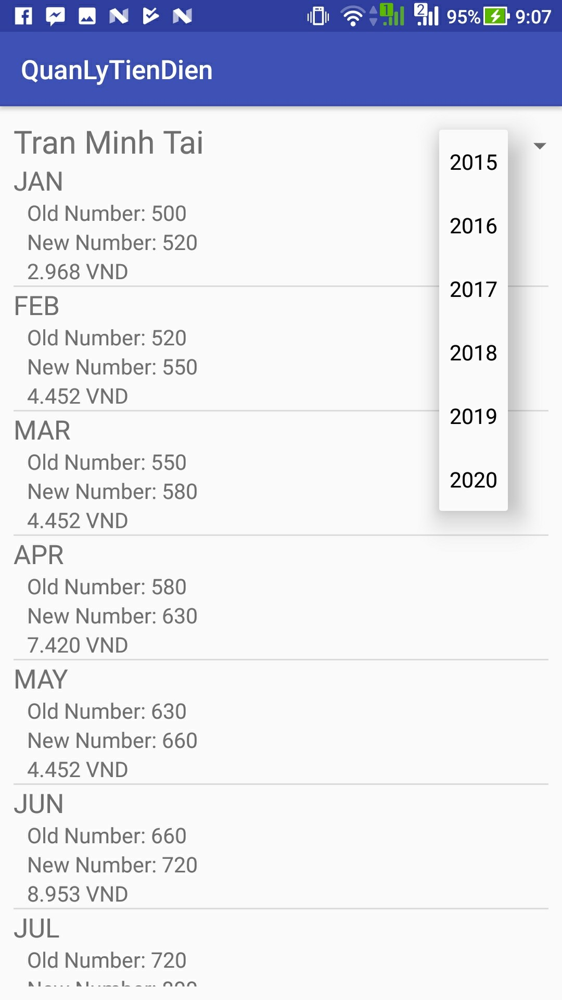 1 2 95% 9:07
QuanLyTienDien
Tran Minh Tai
JAN
Old Number: 500
New Number: 520
2.968 VND
FEB
Old Number: 520
New Number: 550
4.452 VND
MAR
Old Number: 550
New Number: 580
4.452 VND
APR
Old Number: 580
New Number: 630
7.420 VND
MAY
Old Number: 630
New Number: 660
4.452 VND
JUN
Old Number: 660
New Number: 720
8.953 VND
JUL
Old Number: 720
New Number:
2015
2016
2017
2018
2019
2020